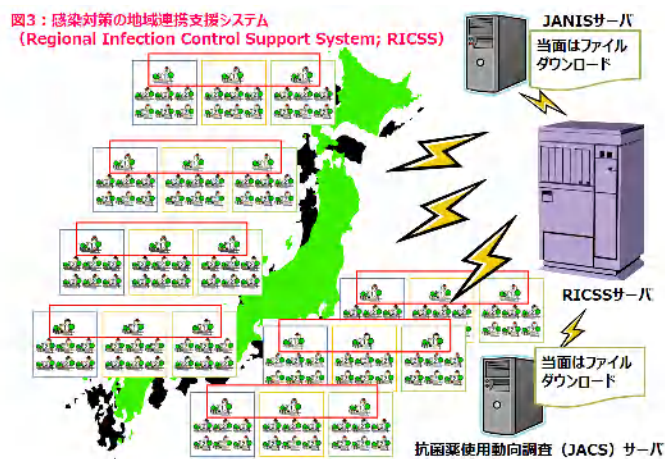 図3:感染対策の地域連携支援システム
(Regional Infection Control Support System; RICSS)
JANISサーバ
当面はファイル
ダウンロード
RICSSサーバ
当面はファイル
ダウンロード
抗菌薬使用動向調査(JACS)サーバ